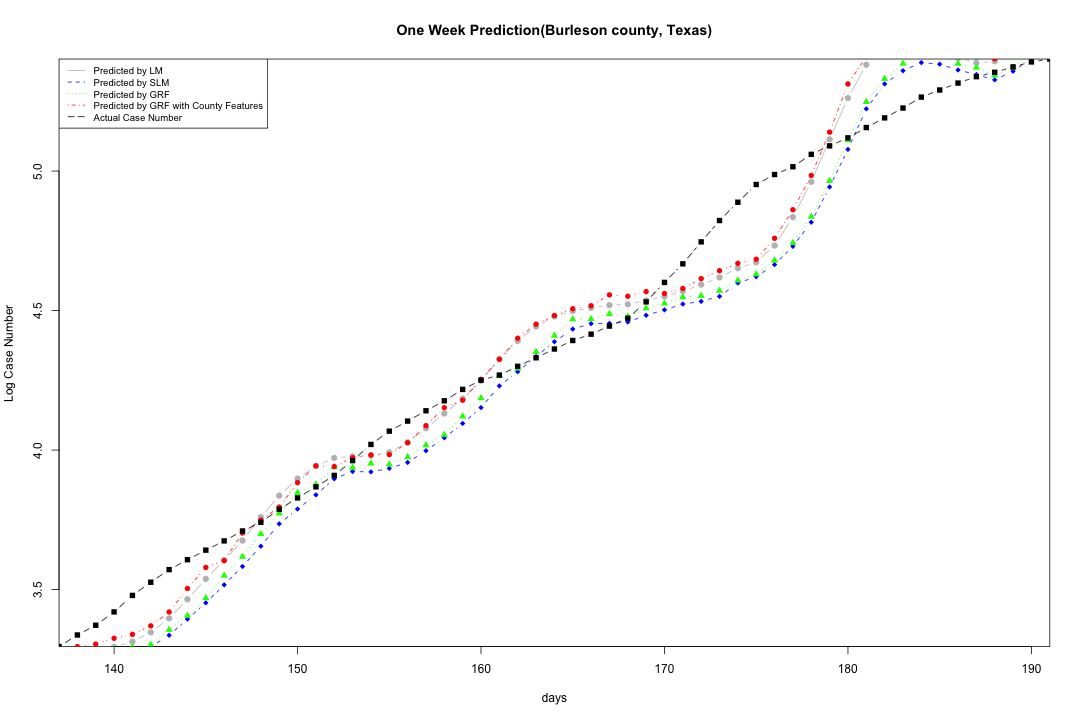 One Week Prediction(Burleson county, Texas)
Predicted by LM
Predicted by SLM
Predicted by GRF
Predicted by GRF with County Features
Actual Case Number
Log Case Number
5.0
4.5
4.0
3.5
140 150 160 170 180 190
days